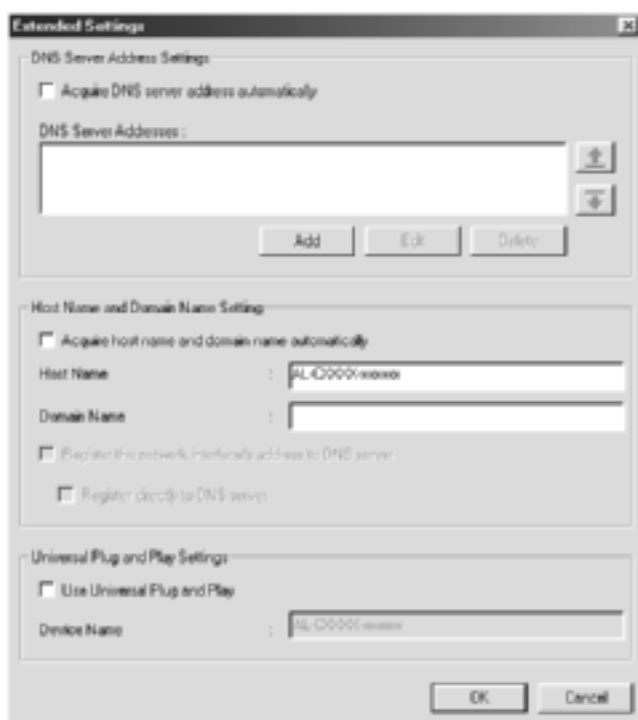 Extended Settings
DNS Server Address Settings
Acquire DNS server address automatically
DNS Server Addresses :
Add Edit Delete
Host Name and Domain Name Setting
Acquire host name and domain name automatically
Host Name :
Domain Name :
Register the network interface's address to DNS server
Register directly to DNS server
Universal Plug and Play Settings
Use Universal Plug and Play
Device Name :
OK Cancel